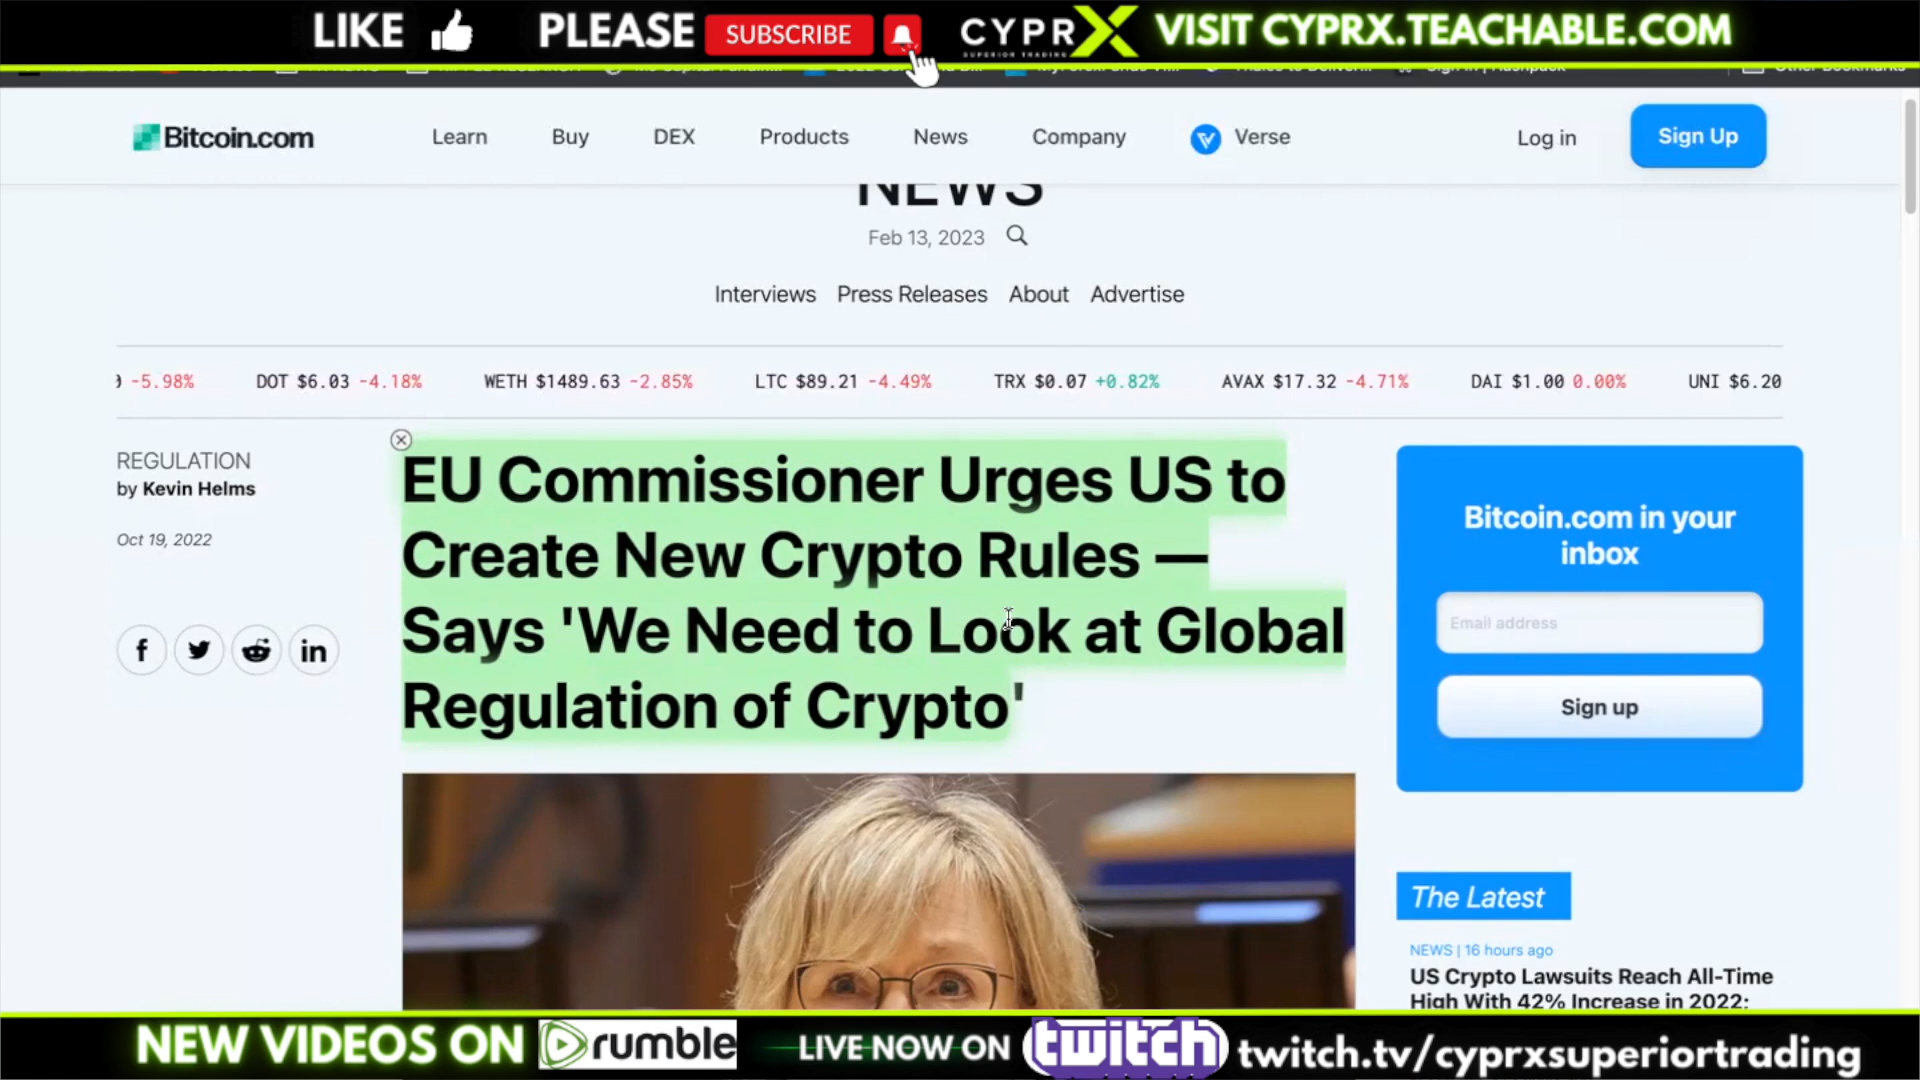 LIKE PLEASE SUBSCRIBE CYPRX VISIT CYPRX.TEACHABLE.COM
SUPERIOR TRADING
Bitcoin.com Learn Buy DEX Products News Company Verse Log in Sign Up
NEWS
Feb 13, 2023
Interviews Press Releases About Advertise
-5.98% DOT $6.03 -4.18% WETH $1489.63 -2.85% LTC $89.21 -4.49% TRX $0.07 +0.82% AVAX $17.32 -4.71% DAI $1.00 0.00% UNI $6.20
REGULATION
by Kevin Helms
Oct 19, 2022
EU Commissioner Urges US to
Create New Crypto Rules —
Says 'We Need to Look at Global
Regulation of Crypto'
Bitcoin.com in your
inbox
Email address
Sign up
The Latest
NEWS | 16 hours ago
US Crypto Lawsuits Reach All-Time
High With 42% Increase in 2022:
NEW VIDEOS ON rumble LIVE NOW ON twitch twitch.tv/cyprxsuperiortrading